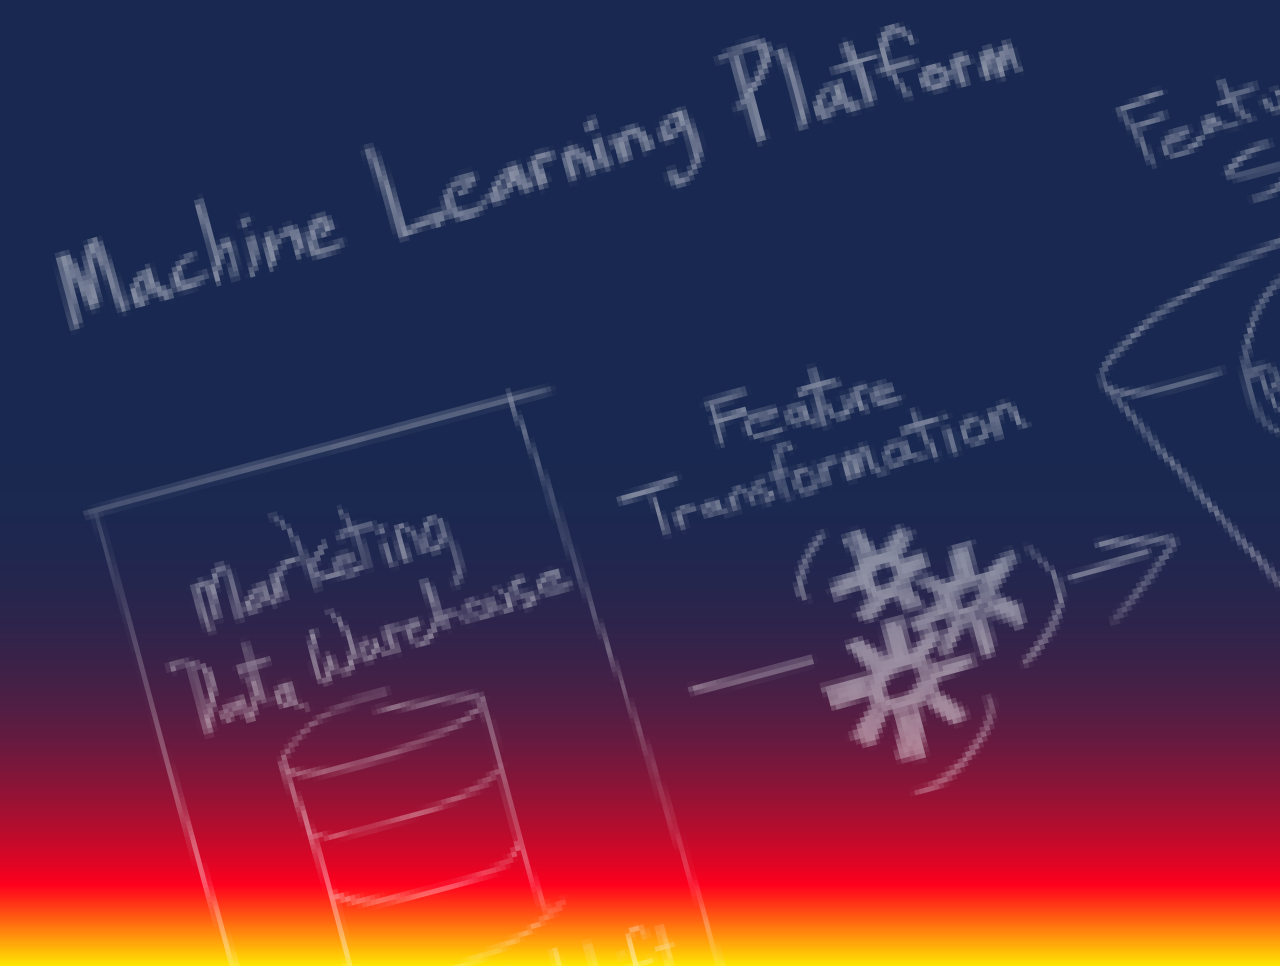 Machine Learning Platform
Feature
Transformation
Marketing
Data Warehouse